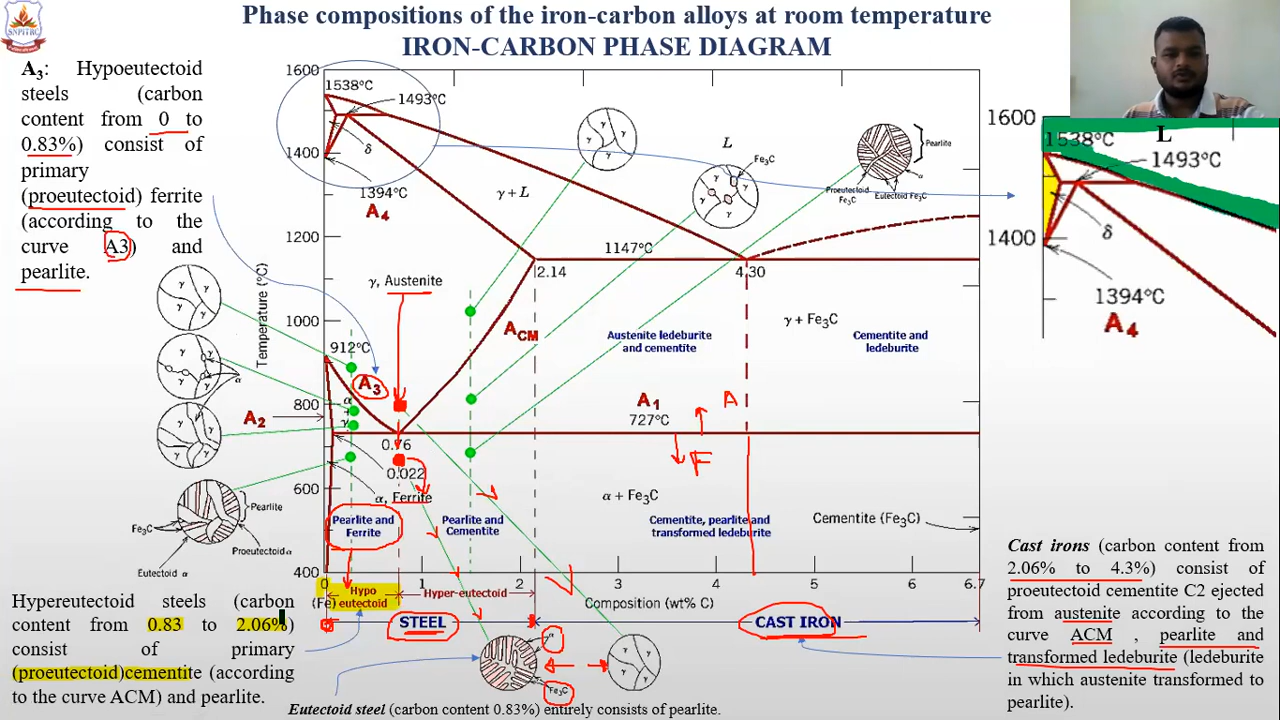 Phase compositions of the iron-carbon alloys at room temperature
IRON-CARBON PHASE DIAGRAM
SNPITRC
A3: Hypoeutectoid
steels (carbon
content from 0 to
0.83%) consist of
primary
(proeutectoid) ferrite
(according to the
curve A3) and
pearlite.
Temperature (°C)
1600
1400
1200
1000
800
600
400
1538°C
1493°C
δ
1394°C
A4
γ + L
L
1147°C
2.14
4.30
γ, Austenite
ACM
912°C
A3
α
+
γ
A2
A1
727°C
0.76
0.022
α, Ferrite
Austenite ledeburite
and cementite
γ + Fe3C
Cementite and
ledeburite
A
F
α + Fe3C
Cementite (Fe3C)
Pearlite and
Ferrite
Pearlite and
Cementite
Cementite, pearlite and
transformed ledeburite
0
1
2
3
4
5
6
6.7
(Fe)
Composition (wt% C)
Hypo
eutectoid
Hyper-eutectoid
STEEL
CAST IRON
γ γ γ γ
Fe3C
γ γ γ γ
Pearlite
α
Proeutectoid
Fe3C
Eutectoid Fe3C
γ γ γ γ
γ γ γ γ
α
γ γ γ γ
Pearlite
Fe3C
Proeutectoid α
Eutectoid α
α
Fe3C
γ γ γ γ
1600
1400
L
1538°C
1493°C
δ
1394°C
A4
Hypereutectoid steels (carbon
content from 0.83 to 2.06%)
consist of primary
(proeutectoid)cementite (according
to the curve ACM) and pearlite.
Eutectoid steel (carbon content 0.83%) entirely consists of pearlite.
Cast irons (carbon content from
2.06% to 4.3%) consist of
proeutectoid cementite C2 ejected
from austenite according to the
curve ACM , pearlite and
transformed ledeburite (ledeburite
in which austenite transformed to
pearlite).